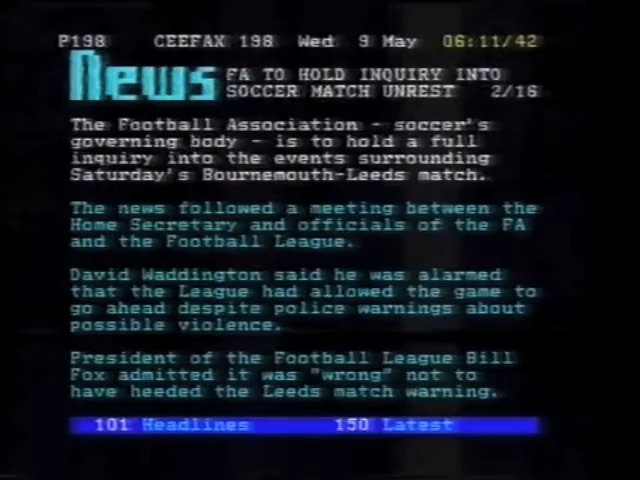 P198 CEEFAX 198 Wed 9 May 06:11/42
News FA TO HOLD INQUIRY INTO
SOCCER MATCH UNREST 2/16
The Football Association - soccer's
governing body - is to hold a full
inquiry into the events surrounding
Saturday's Bournemouth-Leeds match.
The news followed a meeting between the
Home Secretary and officials of the FA
and the Football League.
David Waddington said he was alarmed
that the League had allowed the game to
go ahead despite police warnings about
possible violence.
President of the Football League Bill
Fox admitted it was "wrong" not to
have heeded the Leeds match warning.
101 Headlines 150 Latest